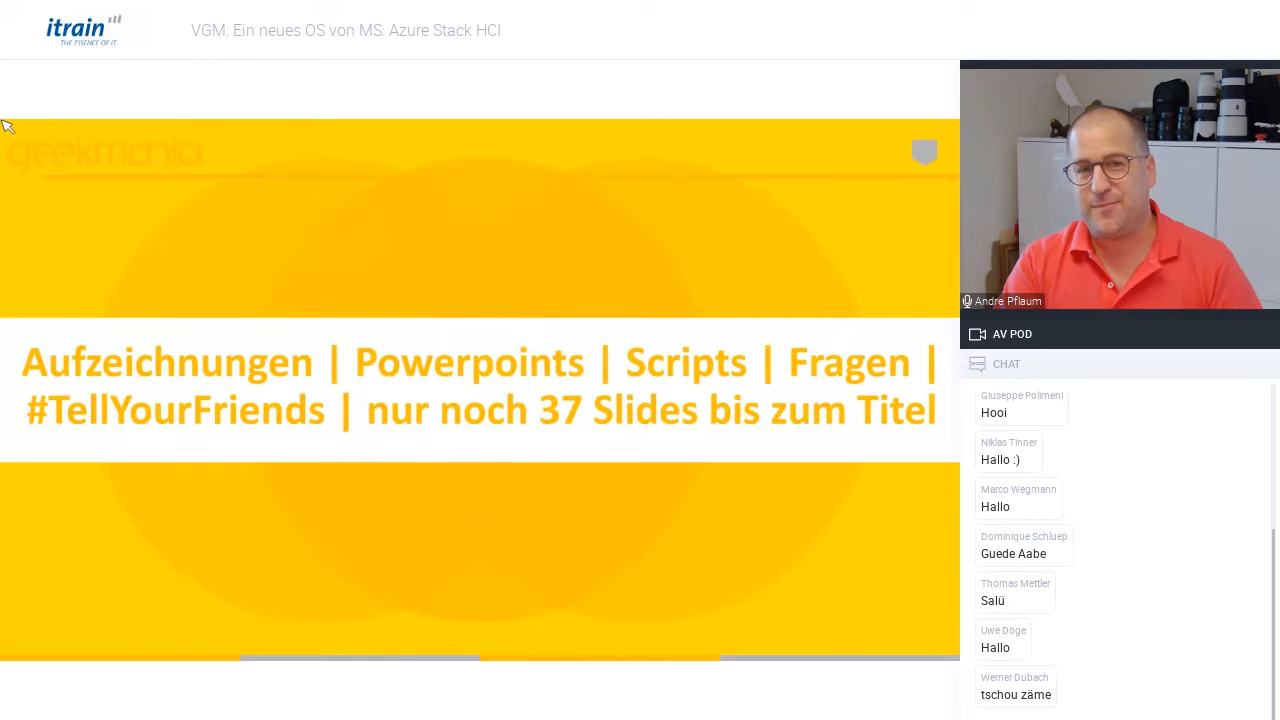 itrain
THE ESSENCE OF IT
VGM: Ein neues OS von MS: Azure Stack HCI
geekmania
Aufzeichnungen | Powerpoints | Scripts | Fragen |
#TellYourFriends | nur noch 37 Slides bis zum Titel
Andre Pflaum
AV POD
CHAT
Giuseppe Polimeni
Hooi
Niklas Tinner
Hallo :)
Marco Wegmann
Hallo
Dominique Schluep
Guede Aabe
Thomas Mettler
Salü
Uwe Döge
Hallo
Werner Dubach
tschou zäme